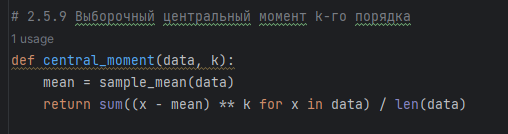 # 2.5.9 Выборочный центральный момент k-го порядка
1 usage
def central_moment(data, k):
    mean = sample_mean(data)
    return sum((x - mean) ** k for x in data) / len(data)